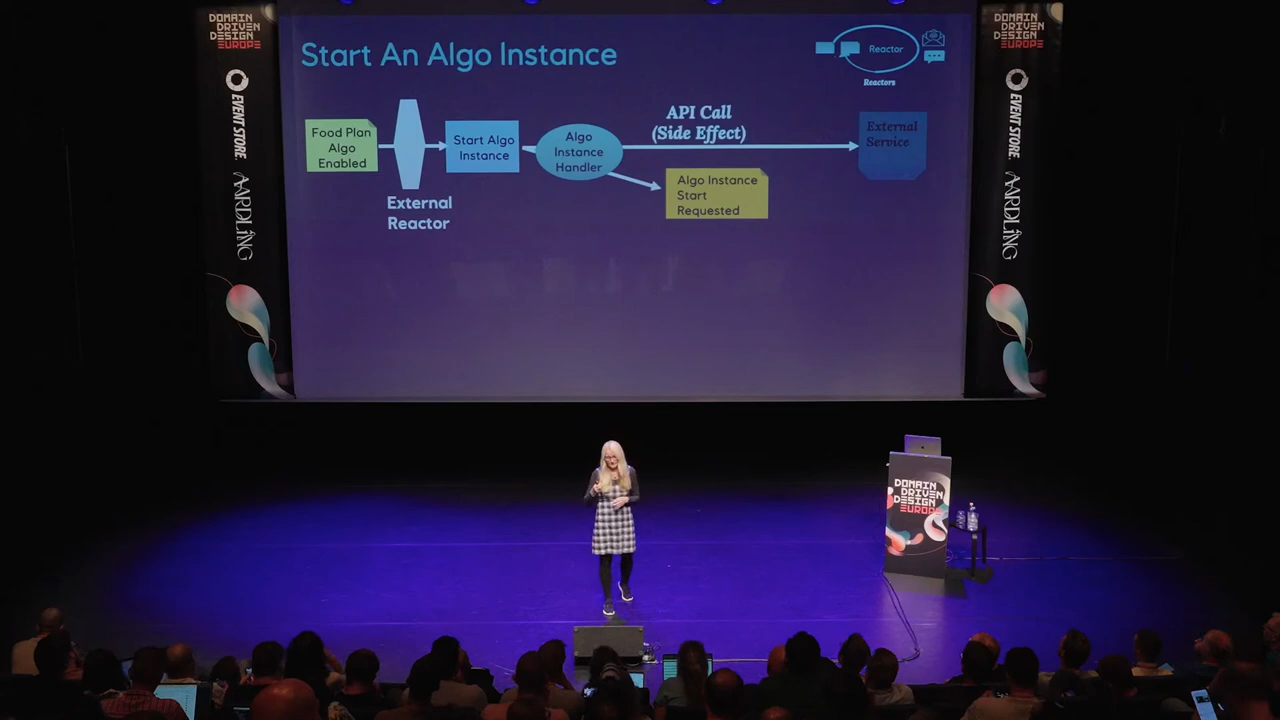 DOMAIN
DRIVEN
DESIGN
EUROPE
EVENT STORE.
AARDLING
Start An Algo Instance
Reactor
Reactors
Food Plan
Algo
Enabled
External
Reactor
Start Algo
Instance
Algo
Instance
Handler
API Call
(Side Effect)
Algo Instance
Start
Requested
External
Service
DOMAIN
DRIVEN
DESIGN
EUROPE
EVENT STORE.
AARDLING
DOMAIN
DRIVEN
DESIGN
EUROPE